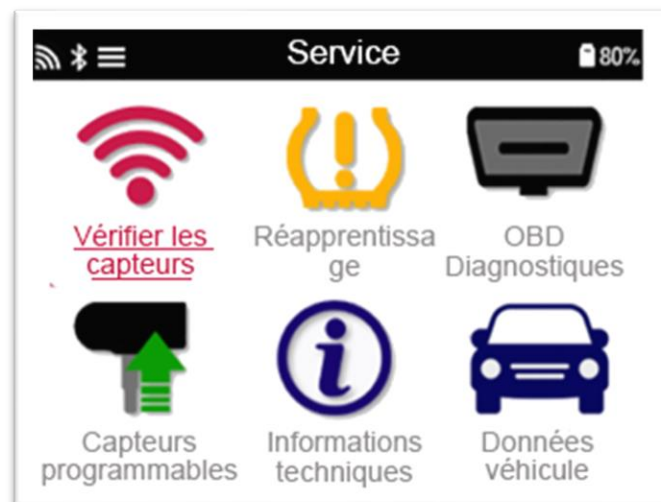 Service
80%
Vérifier les
capteurs
Réapprentissa
ge
OBD
Diagnostiques
Capteurs
programmables
Informations
techniques
Données
véhicule